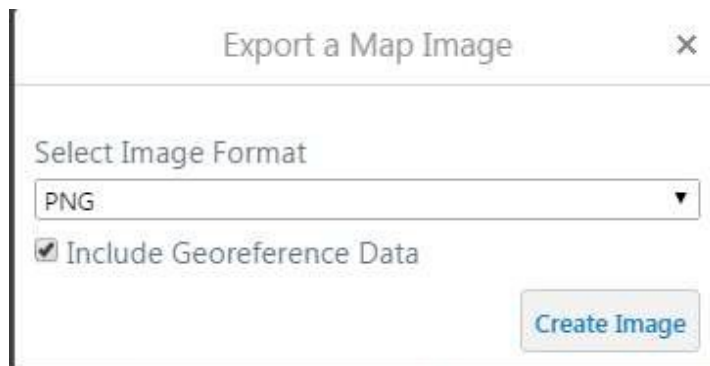 Export a Map Image
Select Image Format
PNG
Include Georeference Data
Create Image